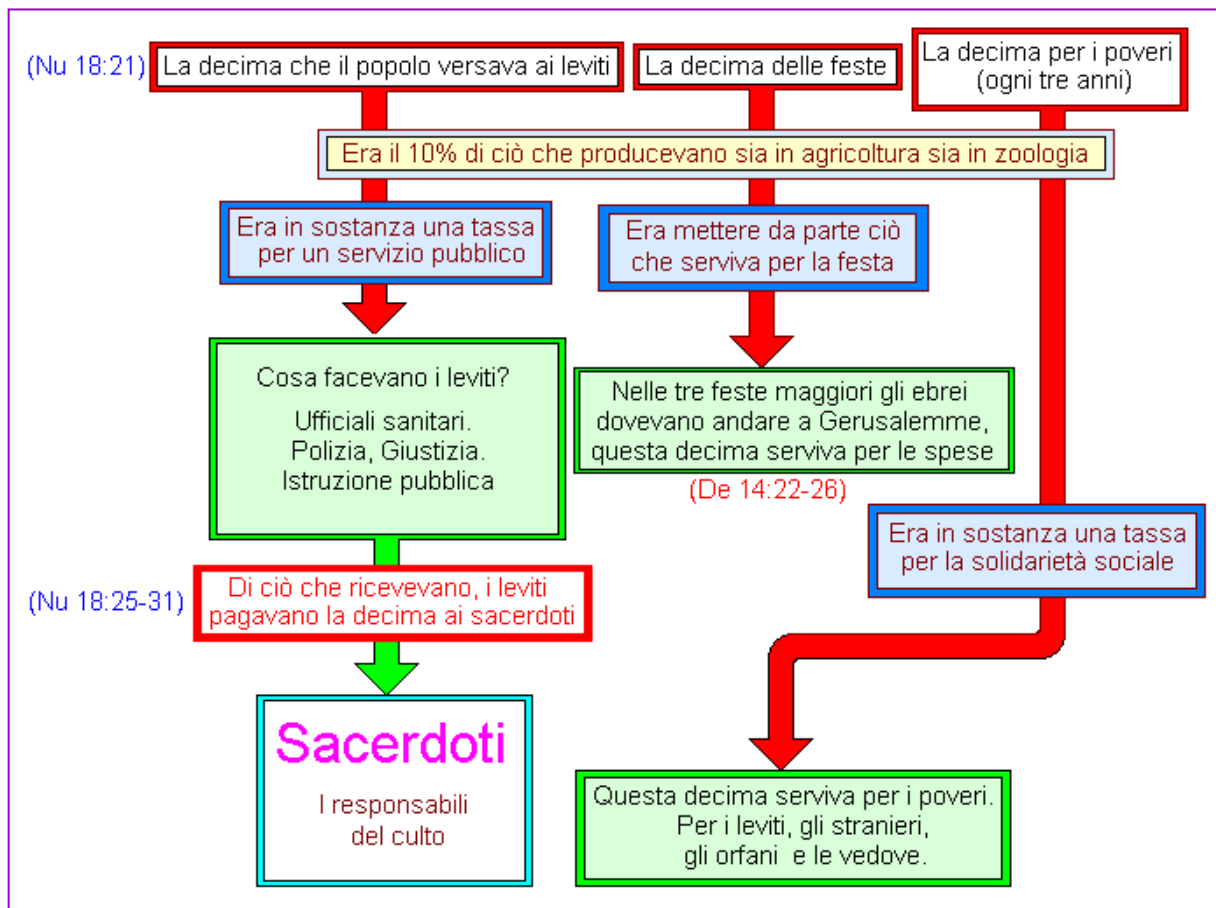 (Nu 18:21)
La decima che il popolo versava ai leviti
La decima delle feste
La decima per i poveri
(ogni tre anni)
Era il 10% di ciò che producevano sia in agricoltura sia in zoologia
Era in sostanza una tassa
per un servizio pubblico
Era mettere da parte ciò
che serviva per la festa
Cosa facevano i leviti?
Ufficiali sanitari.
Polizia, Giustizia.
Istruzione pubblica
Nelle tre feste maggiori gli ebrei
dovevano andare a Gerusalemme,
questa decima serviva per le spese
(De 14:22-26)
Era in sostanza una tassa
per la solidarietà sociale
(Nu 18:25-31)
Di ciò che ricevevano, i leviti
pagavano la decima ai sacerdoti
Sacerdoti
I responsabili
del culto
Questa decima serviva per i poveri.
Per i leviti, gli stranieri,
gli orfani e le vedove.